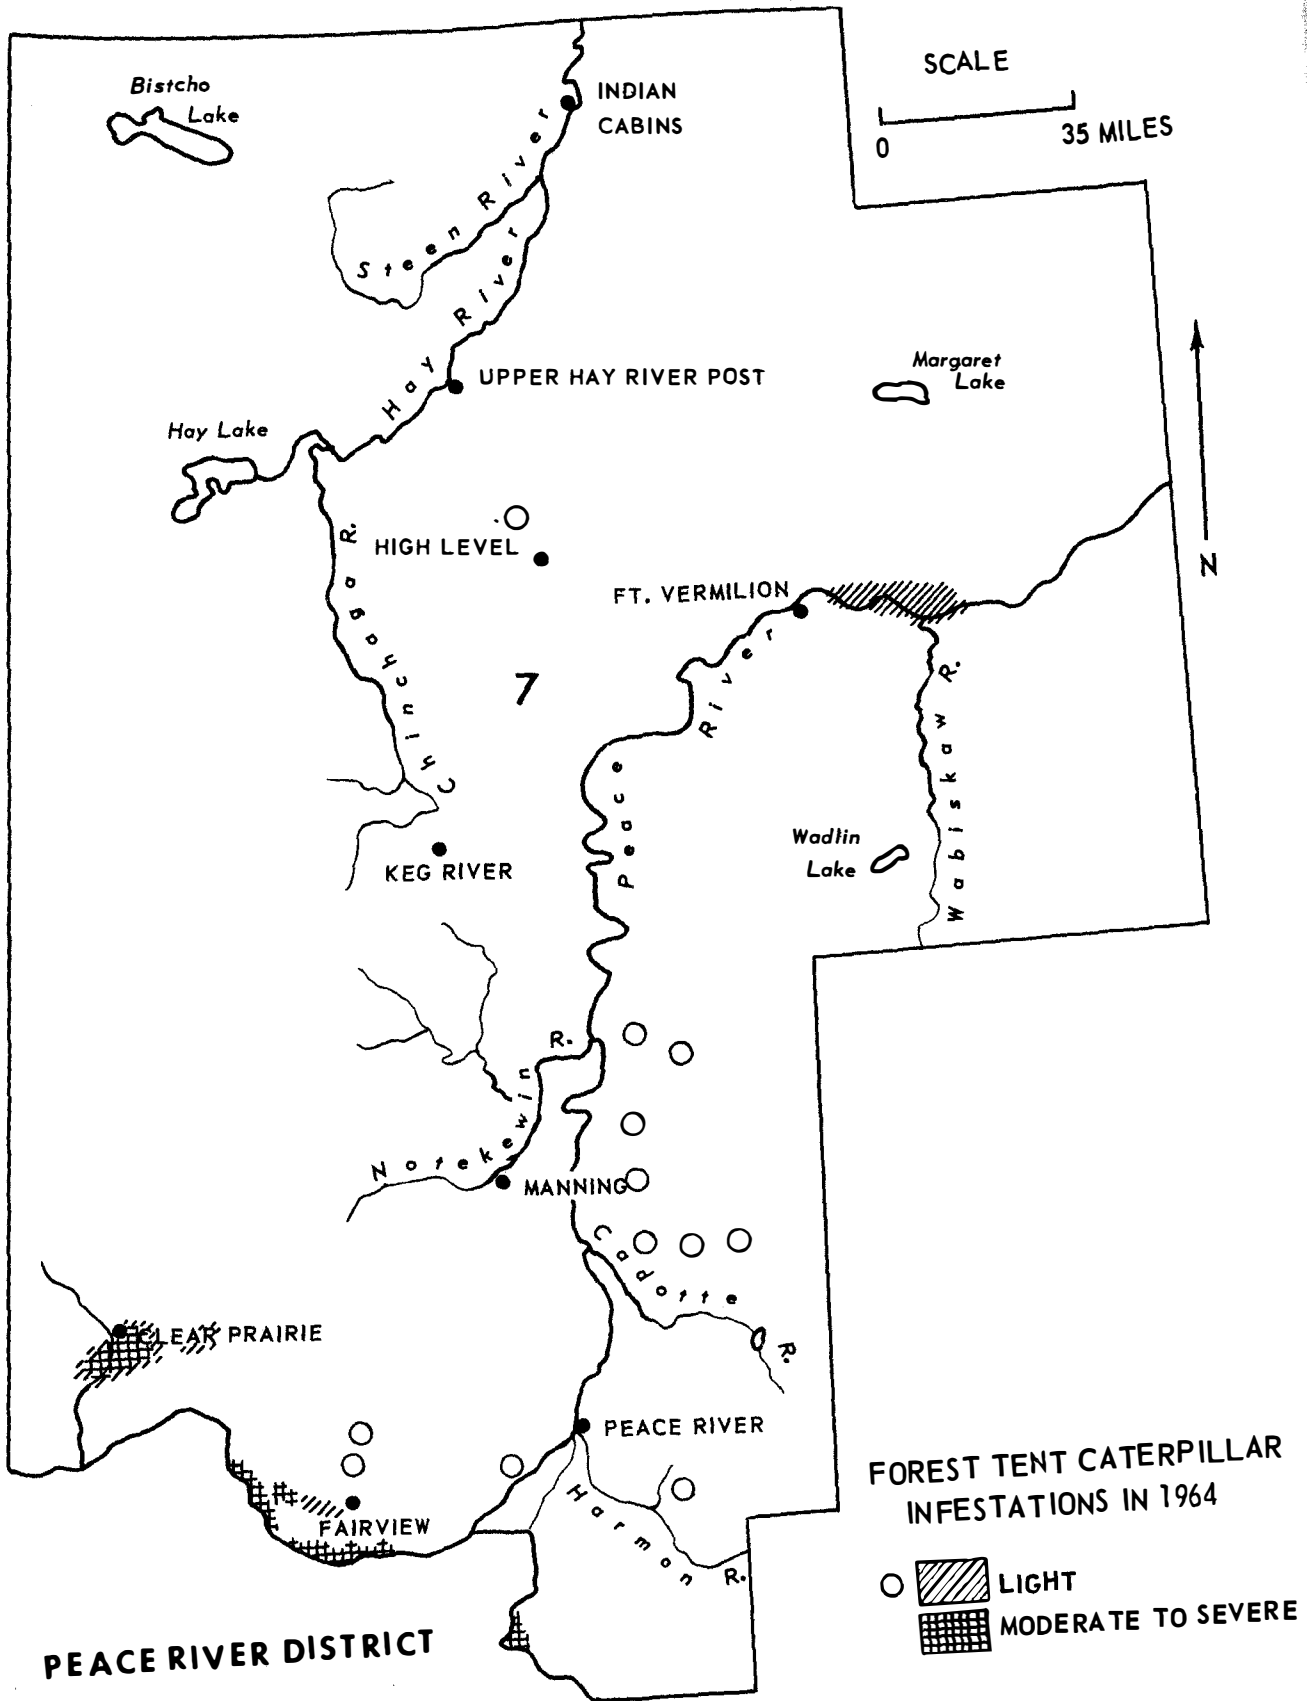 Bistcho
Lake
INDIAN
CABINS
SCALE
0 35 MILES
Steen River
Hay River
UPPER HAY RIVER POST
Margaret
Lake
Hay Lake
HIGH LEVEL
Chinchaga R.
FT. VERMILION
N
7
Peace River
Wabiskaw R.
Wadlin
Lake
KEG RIVER
Notekewin R.
MANNING
Cadotte R.
CLEAR PRAIRIE
PEACE RIVER
Harmon R.
FAIRVIEW
FOREST TENT CATERPILLAR
INFESTATIONS IN 1964
LIGHT
MODERATE TO SEVERE
PEACE RIVER DISTRICT